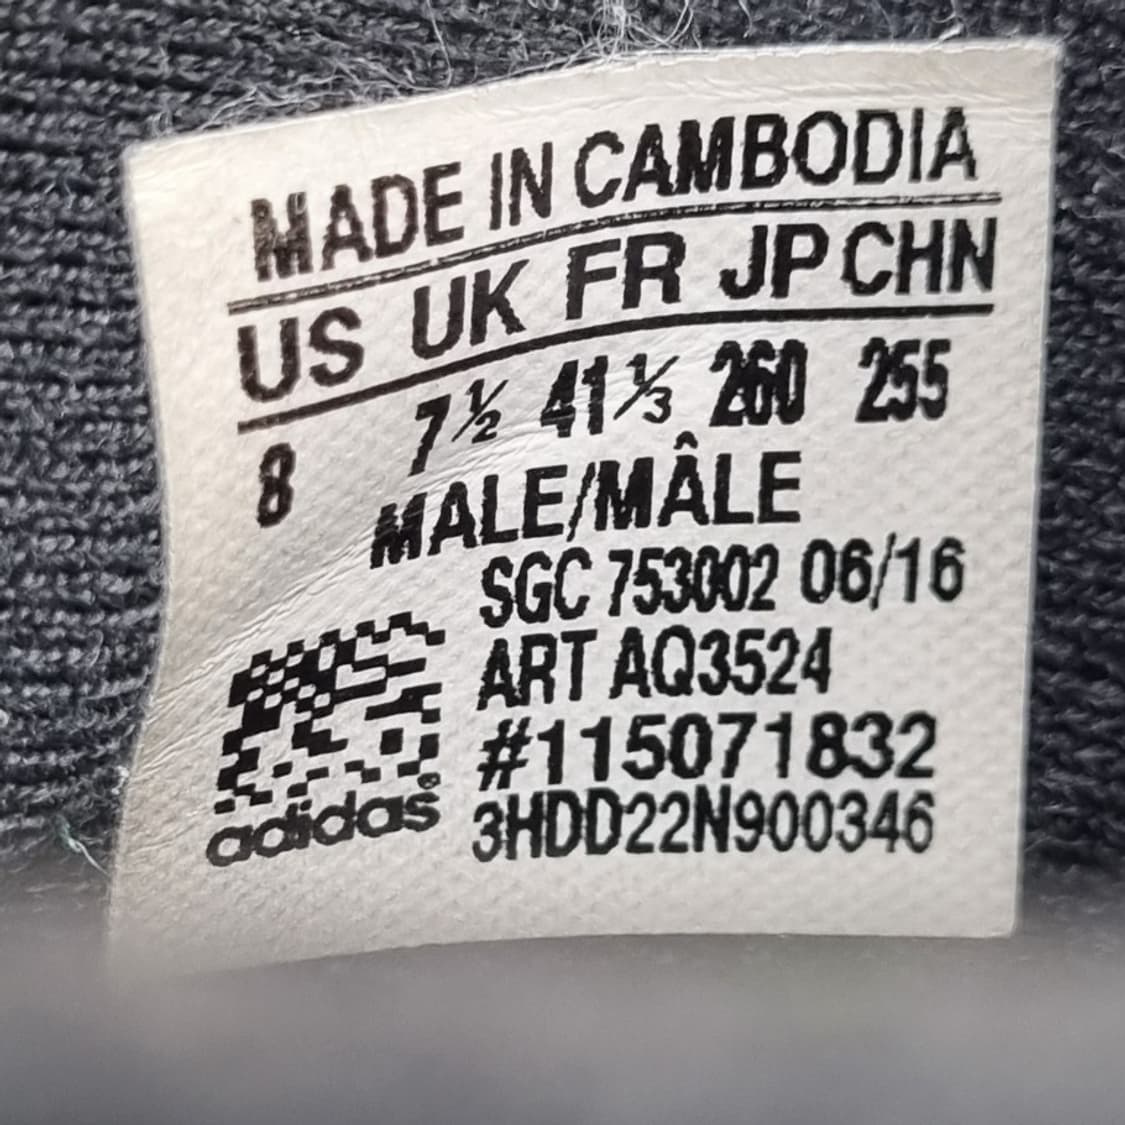 MADE IN CAMBODIA
US UK FR JP CHN
8 7½ 41⅓ 260 255
MALE/MÂLE
SGC 753002 06/16
ART AQ3524
#115071832
adidas® 3HDD22N900346